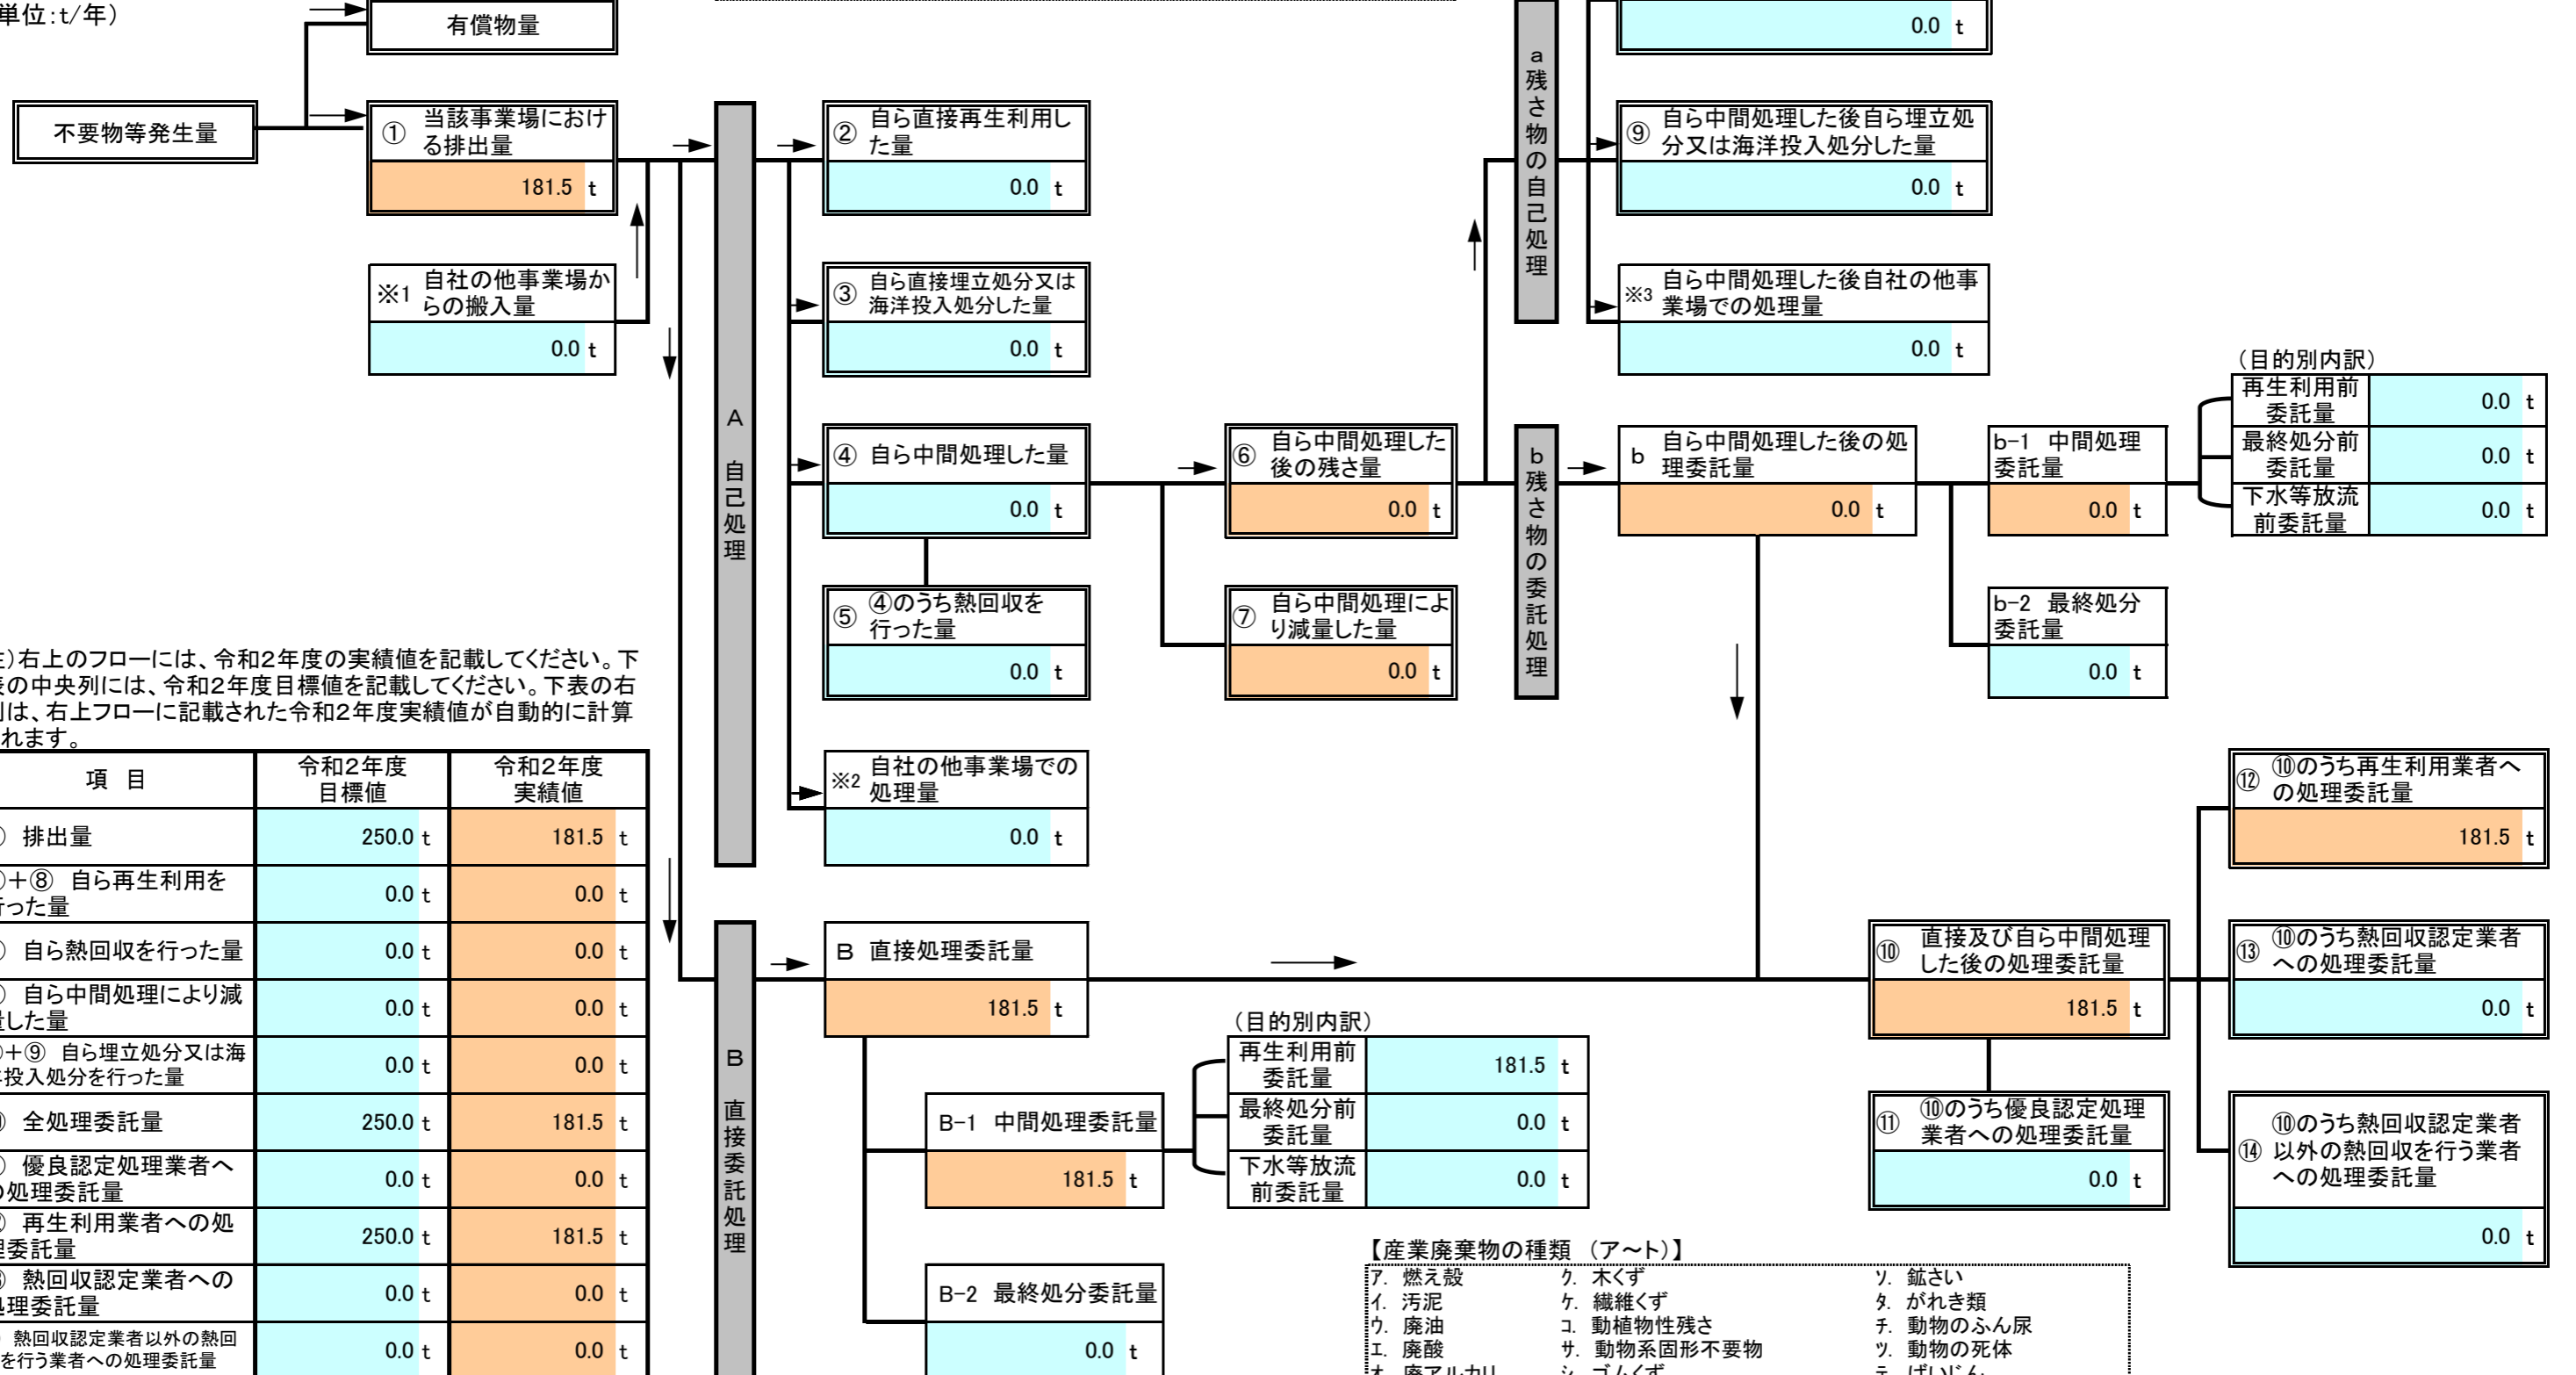 単位:t/年)
有償物量
不要物等発生量
① 当該事業場におけ
る排出量
181.5 t
※1 自社の他事業場か
らの搬入量
0.0 t
A 自己処理
② 自ら直接再生利用し
た量
0.0 t
③ 自ら直接埋立処分又は
海洋投入処分した量
0.0 t
④ 自ら中間処理した量
0.0 t
⑤ ④のうち熱回収を
行った量
0.0 t
※2 自社の他事業場での
処理量
0.0 t
⑥ 自ら中間処理した
後の残さ量
0.0 t
⑦ 自ら中間処理によ
り減量した量
0.0 t
a 残さ物の自己処理
0.0 t
⑨ 自ら中間処理した後自ら埋立処
分又は海洋投入処分した量
0.0 t
※3 自ら中間処理した後自社の他事
業場での処理量
0.0 t
b 残さ物の委託処理
b 自ら中間処理した後の処
理委託量
0.0 t
b-1 中間処理
委託量
0.0 t
(目的別内訳)
再生利用前
委託量
0.0 t
最終処分前
委託量
0.0 t
下水等放流
前委託量
0.0 t
b-2 最終処分
委託量
0.0 t
)右上のフローには、令和2年度の実績値を記載してください。下
の中央列には、令和2年度目標値を記載してください。下表の右
は、右上フローに記載された令和2年度実績値が自動的に計算
れます。
項 目 令和2年度
目標値 令和2年度
実績値
排出量 250.0 t 181.5 t
+⑧ 自ら再生利用を
った量 0.0 t 0.0 t
自ら熱回収を行った量 0.0 t 0.0 t
自ら中間処理により減
した量 0.0 t 0.0 t
+⑨ 自ら埋立処分又は海
投入処分を行った量 0.0 t 0.0 t
全処理委託量 250.0 t 181.5 t
優良認定処理業者へ
処理委託量 0.0 t 0.0 t
再生利用業者への処
委託量 250.0 t 181.5 t
熱回収認定業者への
理委託量 0.0 t 0.0 t
熱回収認定業者以外の熱回
を行う業者への処理委託量 0.0 t 0.0 t
B 直接委託処理
B 直接処理委託量
181.5 t
B-1 中間処理委託量
181.5 t
(目的別内訳)
再生利用前
委託量
181.5 t
最終処分前
委託量
0.0 t
下水等放流
前委託量
0.0 t
B-2 最終処分委託量
0.0 t
⑩ 直接及び自ら中間処理
した後の処理委託量
181.5 t
⑪ ⑩のうち優良認定処理
業者への処理委託量
0.0 t
⑫ ⑩のうち再生利用業者へ
の処理委託量
181.5 t
⑬ ⑩のうち熱回収認定業者
への処理委託量
0.0 t
⑭ ⑩のうち熱回収認定業者
以外の熱回収を行う業者
への処理委託量
0.0 t
【産業廃棄物の種類 (ア~ト)】
ア. 燃え殻 ク. 木くず ソ. 鉱さい
イ. 汚泥 ケ. 繊維くず タ. がれき類
ウ. 廃油 コ. 動植物性残さ チ. 動物のふん尿
エ. 廃酸 サ. 動物系固形不要物 ツ. 動物の死体
オ. 廃アルカリ シ. ゴムくず テ. ばいじん